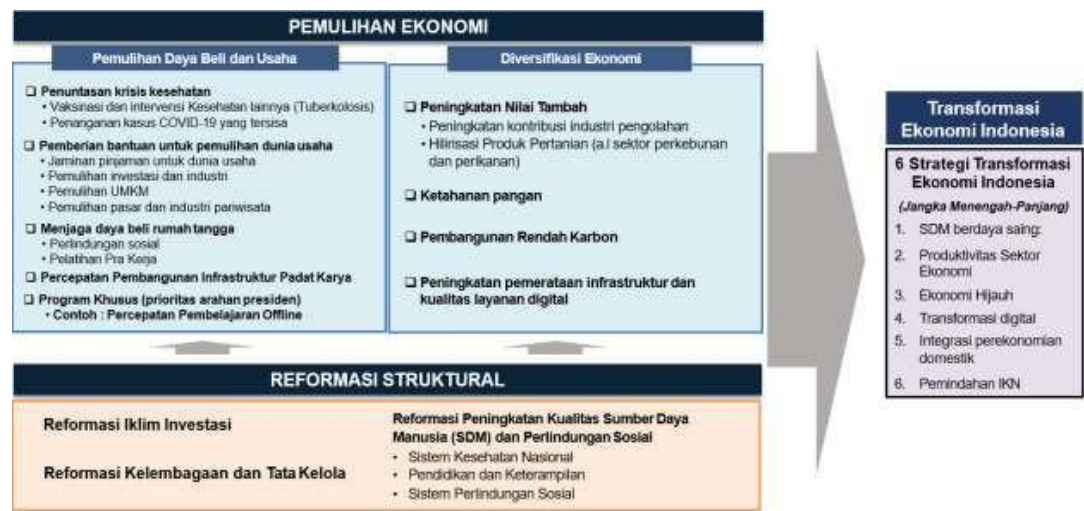 PEMULIHAN EKONOMI
Pemulihan Daya Beli dan Usaha
❑ Penuntasan krisis kesehatan
• Vaksinasi dan intervensi Kesehatan lainnya (Tuberkolosis)
• Penanganan kasus COVID-19 yang tersisa
❑ Pemberian bantuan untuk pemulihan dunia usaha
• Jaminan pinjaman untuk dunia usaha
• Pemulihan investasi dan industri
• Pemulihan UMKM
• Pemulihan pasar dan industri pariwisata
❑ Menjaga daya beli rumah tangga
• Perlindungan sosial
• Pelatihan Pra Kerja
❑ Percepatan Pembangunan Infrastruktur Padat Karya
❑ Program Khusus (prioritas arahan presiden)
• Contoh : Percepatan Pembelajaran Offline
Diversifikasi Ekonomi
❑ Peningkatan Nilai Tambah
• Peningkatan kontribusi industri pengolahan
• Hilirisasi Produk Pertanian (a.l sektor perkebunan
dan perikanan)
❑ Ketahanan pangan
❑ Pembangunan Rendah Karbon
❑ Peningkatan pemerataan infrastruktur dan
kualitas layanan digital
REFORMASI STRUKTURAL
Reformasi Iklim Investasi
Reformasi Kelembagaan dan Tata Kelola
Reformasi Peningkatan Kualitas Sumber Daya
Manusia (SDM) dan Perlindungan Sosial
• Sistem Kesehatan Nasional
• Pendidikan dan Keterampilan
• Sistem Perlindungan Sosial
Transformasi
Ekonomi Indonesia
6 Strategi Transformasi
Ekonomi Indonesia
(Jangka Menengah-Panjang)
1. SDM berdaya saing:
2. Produktivitas Sektor
Ekonomi
3. Ekonomi Hijauh
4. Transformasi digital
5. Integrasi perekonomian
domestik
6. Pemindahan IKN